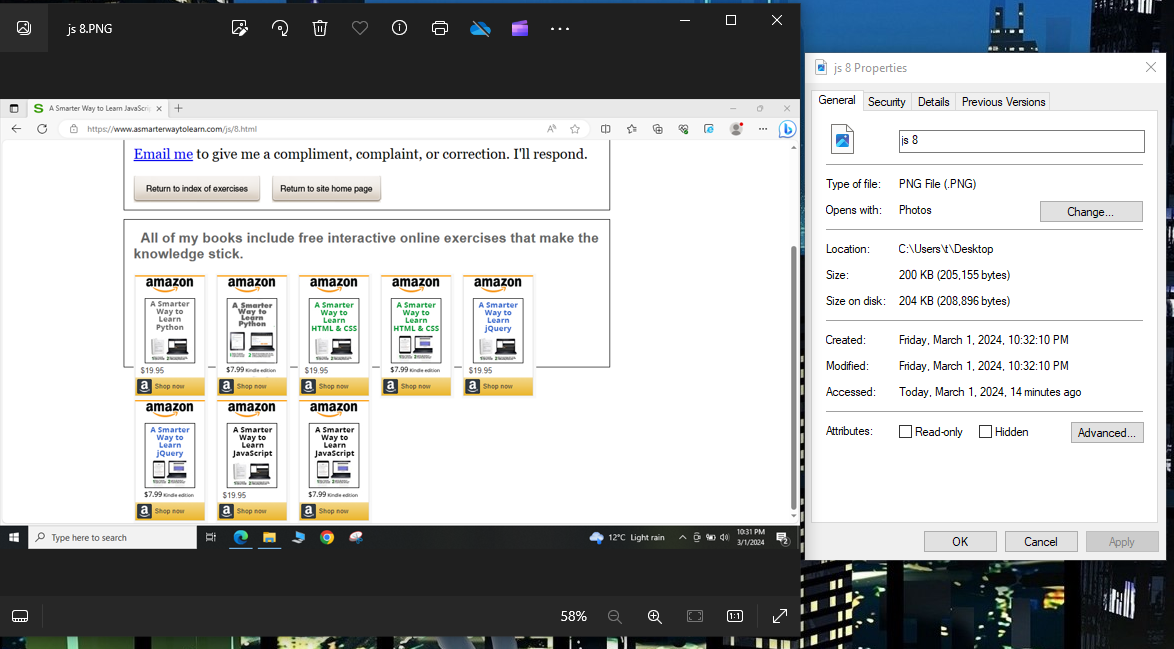 js 8.PNG
A Smarter Way to Learn JavaScrip
https://www.asmarterwaytolearn.com/js/8.html
Email me to give me a compliment, complaint, or correction. I'll respond.
Return to index of exercises
Return to site home page
All of my books include free interactive online exercises that make the
knowledge stick.
amazon amazon amazon amazon amazon
A Smarter
Way to
Learn
Python
$19.95
Shop now
A Smarter
Way to
Learn
Python
$7.99 Kindle edition
Shop now
A Smarter
Way to
Learn
HTML & CSS
$19.95
Shop now
A Smarter
Way to
Learn
HTML & CSS
$7.99 Kindle edition
Shop now
A Smarter
Way to
Learn
jQuery
$19.95
Shop now
amazon amazon amazon
A Smarter
Way to
Learn
jQuery
$7.99 Kindle edition
Shop now
A Smarter
Way to
Learn
JavaScript
$19.95
Shop now
A Smarter
Way to
Learn
JavaScript
$7.99 Kindle edition
Shop now
Type here to search
12°C Light rain
10:31 PM
3/1/2024
2
58%
1:1
js 8 Properties
General Security Details Previous Versions
js 8
Type of file: PNG File (.PNG)
Opens with: Photos Change...
Location: C:\Users\t\Desktop
Size: 200 KB (205,155 bytes)
Size on disk: 204 KB (208,896 bytes)
Created: Friday, March 1, 2024, 10:32:10 PM
Modified: Friday, March 1, 2024, 10:32:10 PM
Accessed: Today, March 1, 2024, 14 minutes ago
Attributes: Read-only Hidden Advanced...
OK Cancel Apply